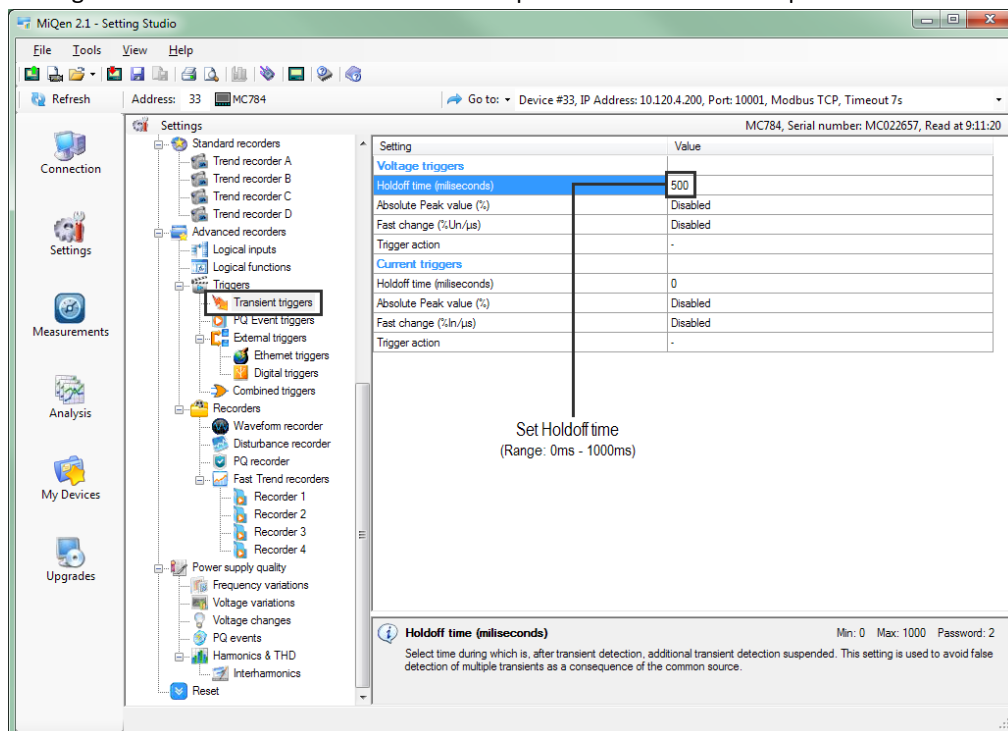 MiQen 2.1 - Setting Studio
File Tools View Help
Refresh Address: 33 MC784 Go to: Device #33, IP Address: 10.120.4.200, Port: 10001, Modbus TCP, Timeout 7s
Settings MC784, Serial number: MC022657, Read at 9:11:20
Connection
Settings
Measurements
Analysis
My Devices
Upgrades
Standard recorders
Trend recorder A
Trend recorder B
Trend recorder C
Trend recorder D
Advanced recorders
Logical inputs
Logical functions
Triggers
Transient triggers
PQ Event triggers
External triggers
Ethernet triggers
Digital triggers
Combined triggers
Recorders
Waveform recorder
Disturbance recorder
PQ recorder
Fast Trend recorders
Recorder 1
Recorder 2
Recorder 3
Recorder 4
Power supply quality
Frequency variations
Voltage variations
Voltage changes
PQ events
Harmonics & THD
Interhamonics
Reset
Setting Value
Voltage triggers
Holdoff time (miliseconds) 500
Absolute Peak value (%) Disabled
Fast change (%Un/µs) Disabled
Trigger action -
Current triggers
Holdoff time (miliseconds) 0
Absolute Peak value (%) Disabled
Fast change (%In/µs) Disabled
Trigger action -
Set Holdoff time
(Range: 0ms - 1000ms)
Holdoff time (miliseconds) Min: 0 Max: 1000 Password: 2
Select time during which is, after transient detection, additional transient detection suspended. This setting is used to avoid false
detection of multiple transients as a consequence of the common source.